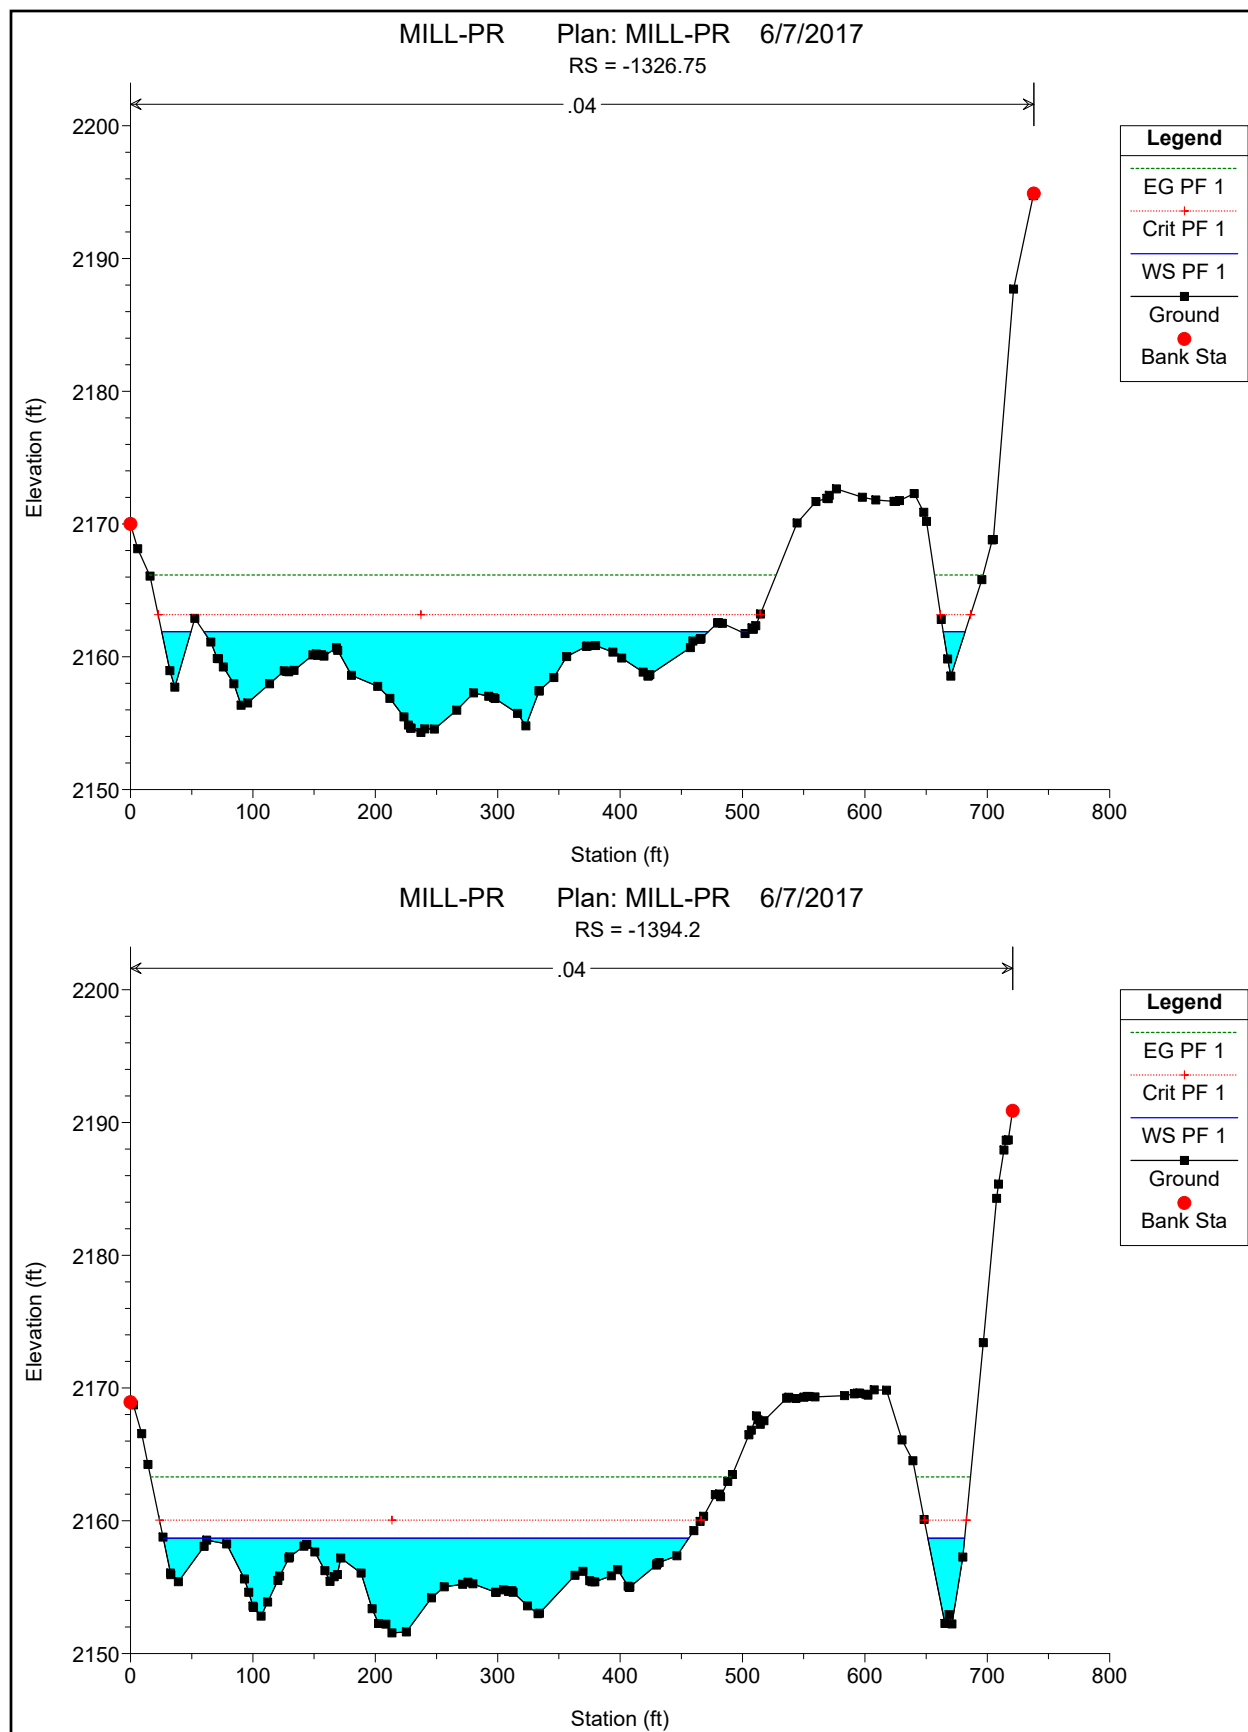 MILL-PR Plan: MILL-PR 6/7/2017
RS = -1326.75
.04
Legend
EG PF 1
Crit PF 1
WS PF 1
Ground
Bank Sta
Elevation (ft)
2200
2190
2180
2170
2160
2150
0 100 200 300 400 500 600 700 800
Station (ft)
MILL-PR Plan: MILL-PR 6/7/2017
RS = -1394.2
.04
Legend
EG PF 1
Crit PF 1
WS PF 1
Ground
Bank Sta
Elevation (ft)
2200
2190
2180
2170
2160
2150
0 100 200 300 400 500 600 700 800
Station (ft)